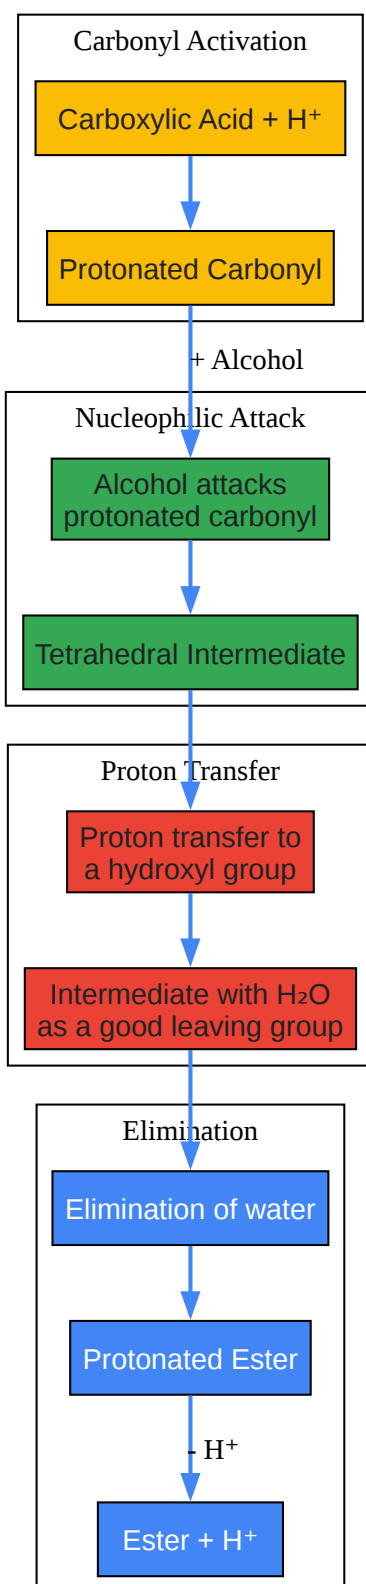 Carbonyl Activation
Carboxylic Acid + H⁺
Protonated Carbonyl
+ Alcohol
Nucleophilic Attack
Alcohol attacks
protonated carbonyl
Tetrahedral Intermediate
Proton Transfer
Proton transfer to
a hydroxyl group
Intermediate with H₂O
as a good leaving group
Elimination
Elimination of water
Protonated Ester
- H⁺
Ester + H⁺